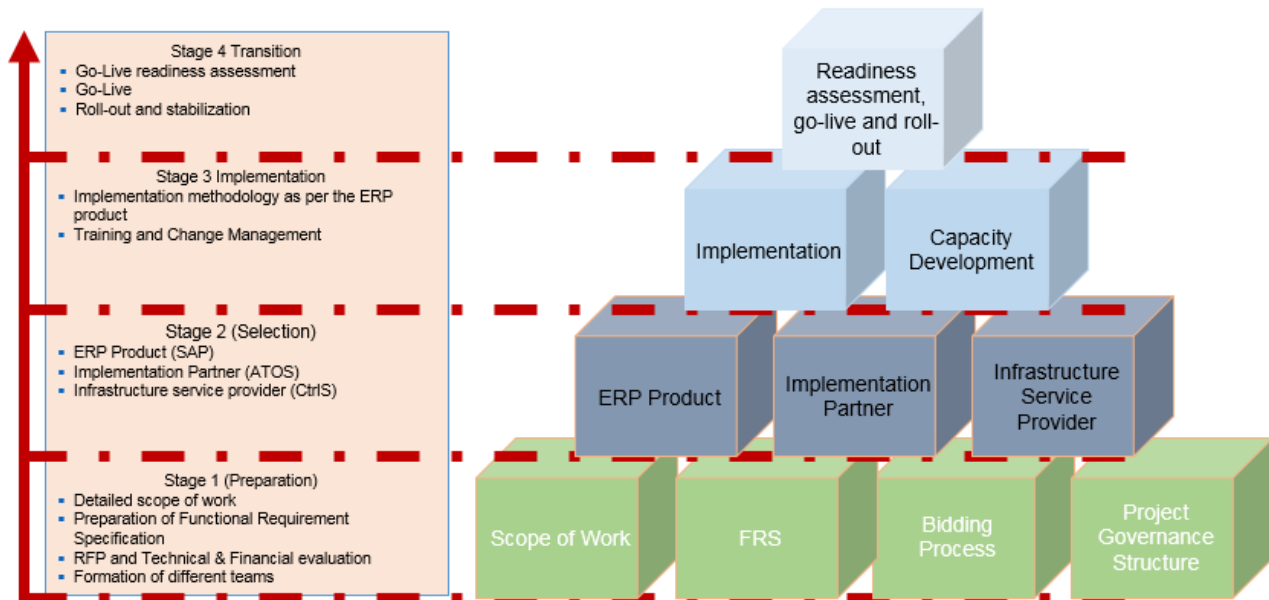 Stage 4 Transition
Go-Live readiness assessment
Go-Live
Roll-out and stabilization
Stage 3 Implementation
Implementation methodology as per the ERP
product
Training and Change Management
Stage 2 (Selection)
ERP Product (SAP)
Implementation Partner (ATOS)
Infrastructure service provider (CtrlS)
Stage 1 (Preparation)
Detailed scope of work
Preparation of Functional Requirement
Specification
RFP and Technical & Financial evaluation
Formation of different teams
Readiness
assessment,
go-live and roll-
out
Implementation
Capacity
Development
ERP Product
Implementation
Partner
Infrastructure
Service
Provider
Scope of Work
FRS
Bidding
Process
Project
Governance
Structure